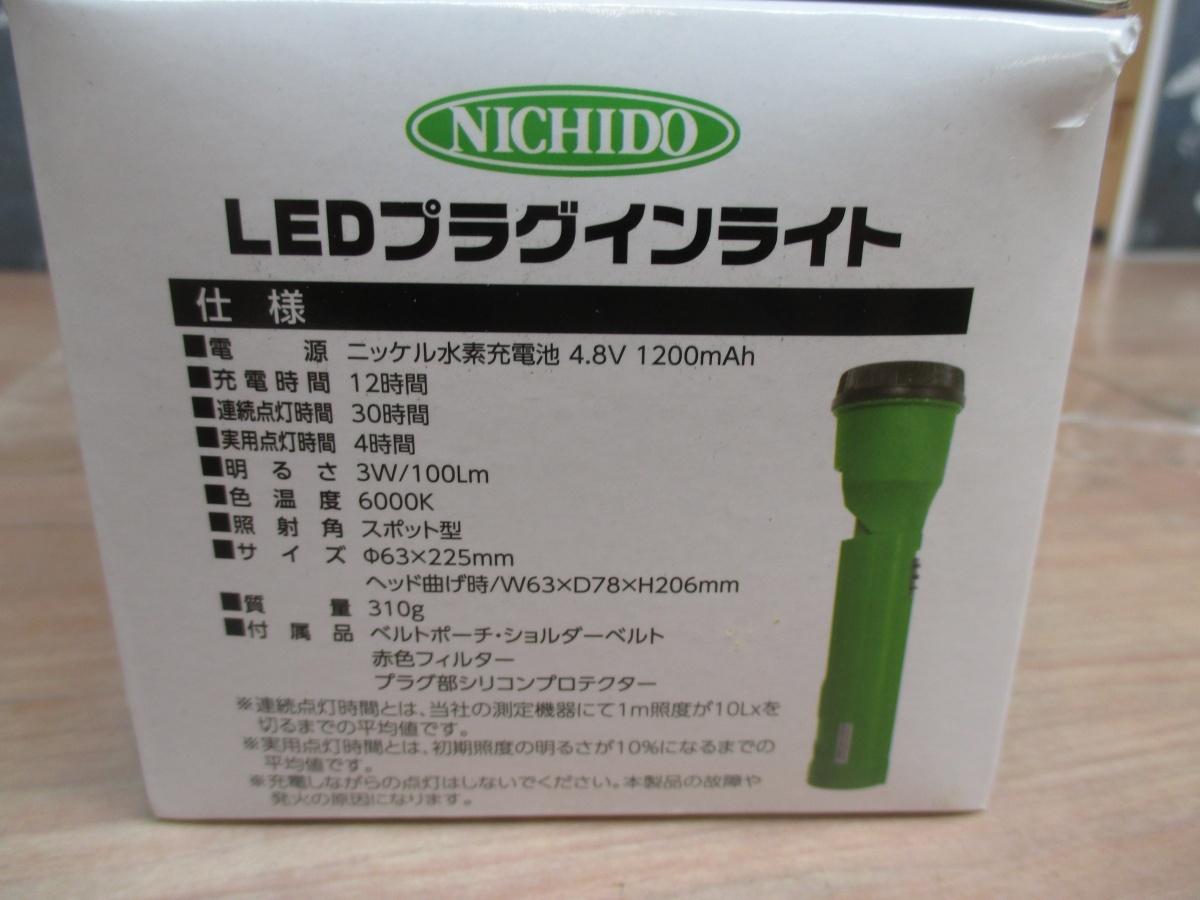 NICHIDO
LEDプラグインライト
仕様
■電源 ニッケル水素充電池 4.8V 1200mAh
■充電時間 12時間
■連続点灯時間 30時間
■実用点灯時間 4時間
■明るさ 3W/100Lm
■色温度 6000K
■照射角 スポット型
■サイズ Φ63×225mm
ヘッド曲げ時/W63×D78×H206mm
■質量 310g
■付属品 ベルトポーチ・ショルダーベルト
赤色フィルター
プラグ部シリコンプロテクター
※連続点灯時間とは、当社の測定機器にて1m照度が10Lxを
切るまでの平均値です。
※実用点灯時間とは、初期照度の明るさが10%になるまでの
平均値です。
※充電しながらの点灯はしないでください。本製品の故障や
発火の原因になります。